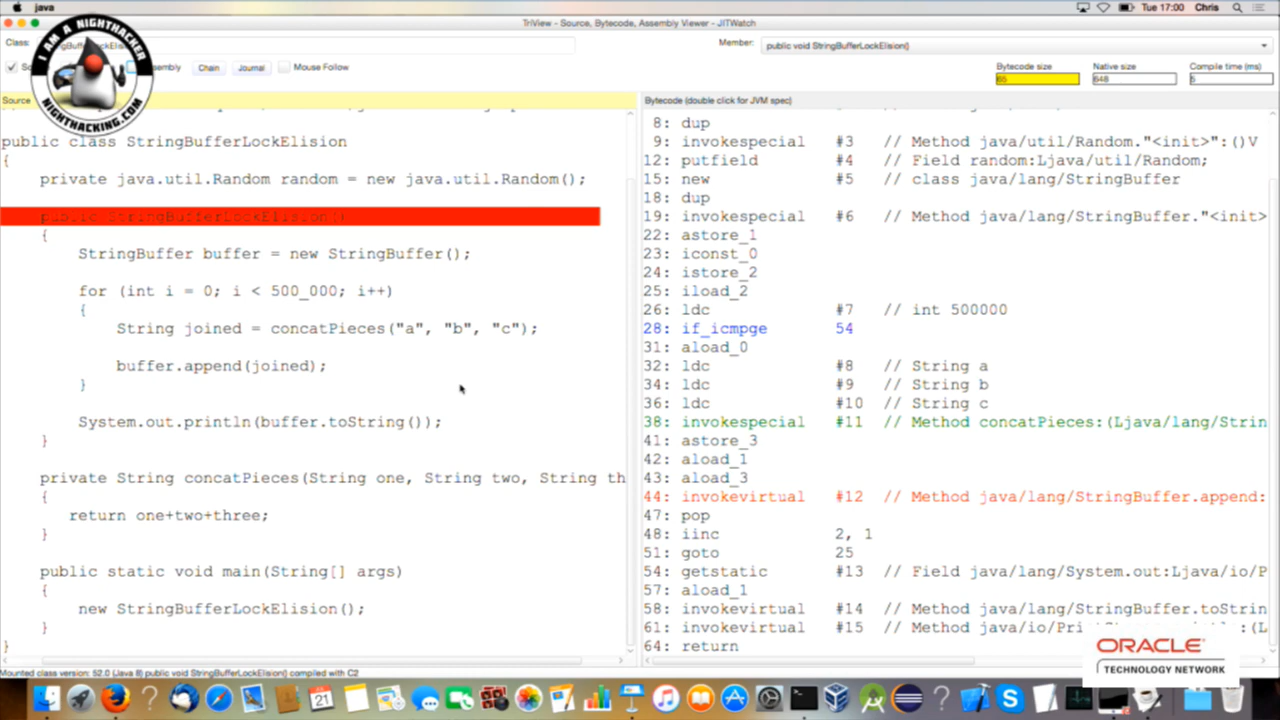 java
Tue 17:00 Chris
TriView - Source, Bytecode, Assembly Viewer - JITWatch
Class:
Member: public void StringBufferLockElision()
Chain Journal Mouse Follow
Bytecode size Native size Compile time (ms)
65 648 5
I AM A NIGHTHACKER
NIGHTHACKING.COM
Source
public class StringBufferLockElision
{
private java.util.Random random = new java.util.Random();
public StringBufferLockElision()
{
StringBuffer buffer = new StringBuffer();
for (int i = 0; i < 500_000; i++)
{
String joined = concatPieces("a", "b", "c");
buffer.append(joined);
}
System.out.println(buffer.toString());
}
private String concatPieces(String one, String two, String th
{
return one+two+three;
}
public static void main(String[] args)
{
new StringBufferLockElision();
}
}
Bytecode (double click for JVM spec)
8: dup
9: invokespecial #3 // Method java/util/Random."<init>":()V
12: putfield #4 // Field random:Ljava/util/Random;
15: new #5 // class java/lang/StringBuffer
18: dup
19: invokespecial #6 // Method java/lang/StringBuffer."<init>
22: astore_1
23: iconst_0
24: istore_2
25: iload_2
26: ldc #7 // int 500000
28: if_icmpge 54
31: aload_0
32: ldc #8 // String a
34: ldc #9 // String b
36: ldc #10 // String c
38: invokespecial #11 // Method concatPieces:(Ljava/lang/Strin
41: astore_3
42: aload_1
43: aload_3
44: invokevirtual #12 // Method java/lang/StringBuffer.append:
47: pop
48: iinc 2, 1
51: goto 25
54: getstatic #13 // Field java/lang/System.out:Ljava/io/P
57: aload_1
58: invokevirtual #14 // Method java/lang/StringBuffer.toStrin
61: invokevirtual #15 // Method java/io/
64: return
Mounted class version: 52.0 (Java 8) public void StringBufferLockElision() compiled with C2
ORACLE
TECHNOLOGY NETWORK